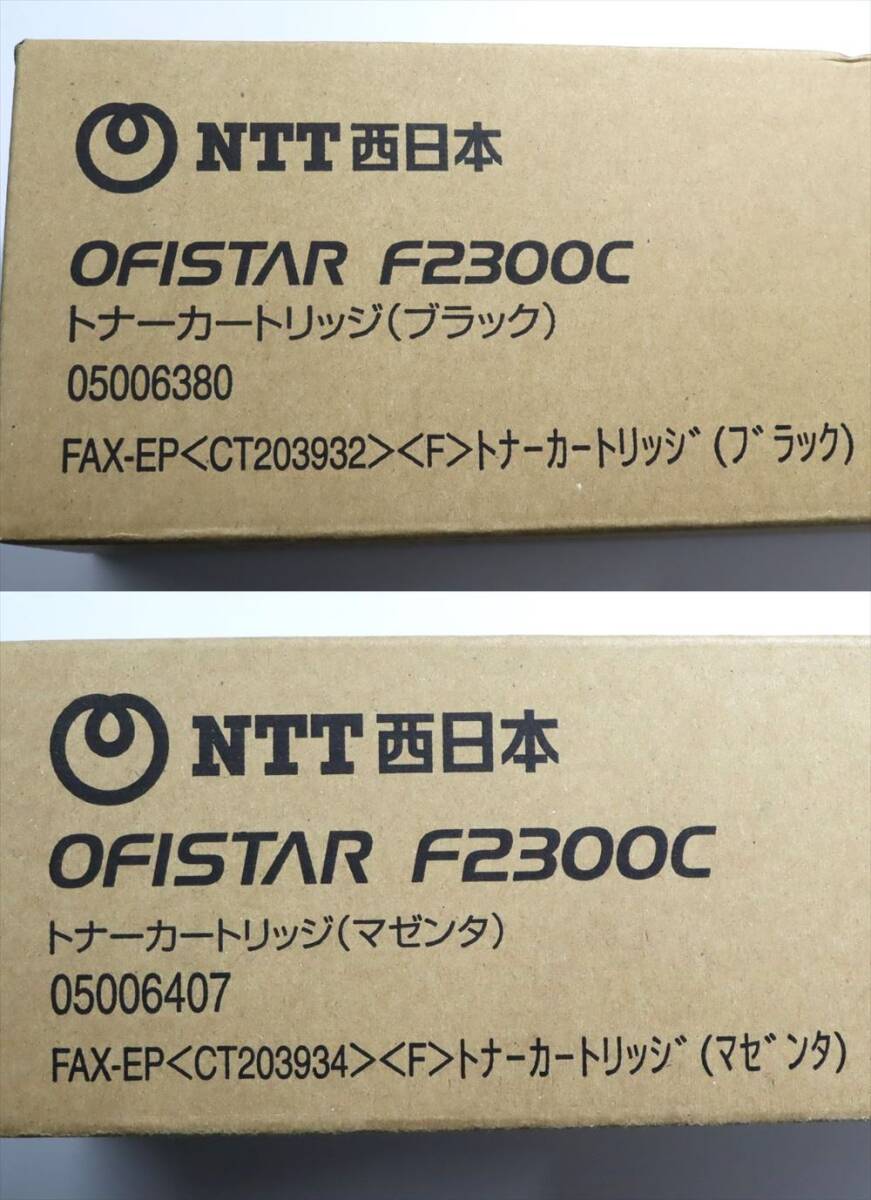 NTT西日本
OFISTAR F2300C
トナーカートリッジ(ブラック)
05006380
FAX-EP<CT203932><F>ﾄﾅｰｶｰﾄﾘｯｼﾞ(ﾌﾞﾗｯｸ)
NTT西日本
OFISTAR F2300C
トナーカートリッジ(マゼンタ)
05006407
FAX-EP<CT203934><F>ﾄﾅｰｶｰﾄﾘｯｼﾞ(ﾏｾﾞﾝﾀ)